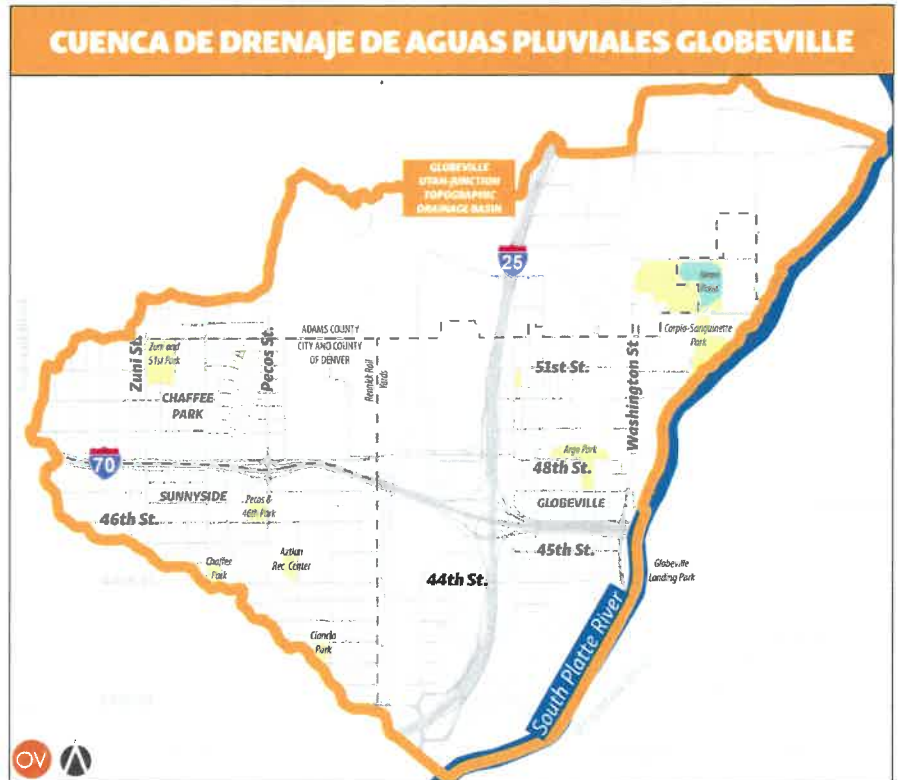 CUENCA DE DRENAJE DE AGUAS PLUVIALES GLOBEVILLE
GLOBEVILLE
UTAH JUNCTION
TOPOGRAPHIC
DRAINAGE BASIN
25
Carpio-Sanguinette
Park
ADAMS COUNTY
CITY AND COUNTY
OF DENVER
Zuni St.
Zuni and
51st Park
Pecos St.
Rennick Rail
Yards
51st St.
Washington St
CHAFFEE
PARK
Argo Park
48th St.
70
SUNNYSIDE
Pecos &
46th Park
GLOBEVILLE
46th St.
45th St.
Chaffee
Park
Aztlan
Rec Center
44th St.
Globeville
Landing Park
Ciancio
Park
South Platte River
OV